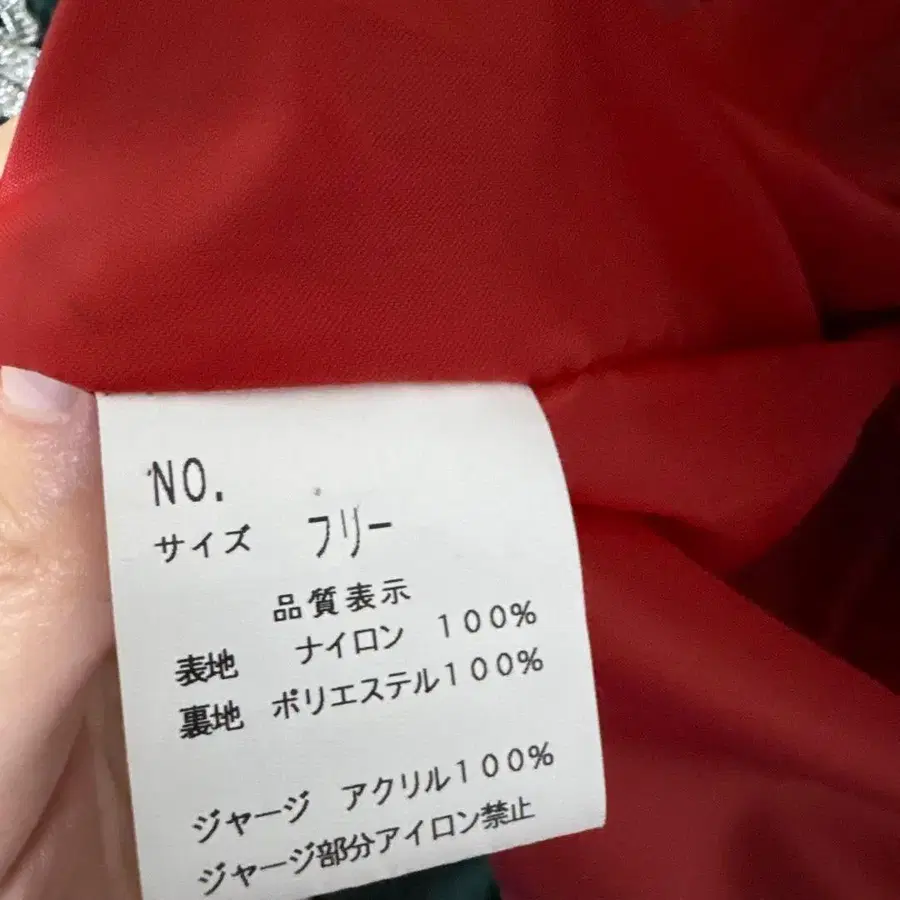 NO.
サイズ フリー
品質表示
表地 ナイロン 100%
裏地 ポリエステル100%
ジャージ アクリル100%
ジャージ部分アイロン禁止